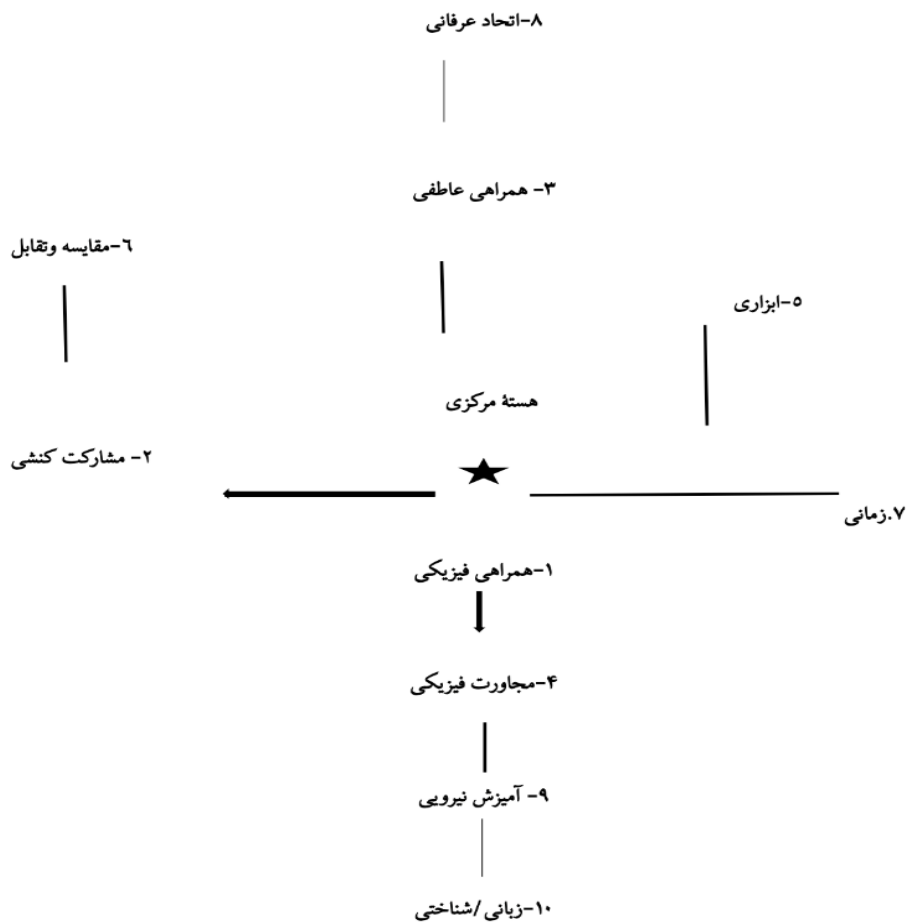 ۸-اتحاد عرفانی
۳- همراهی عاطفی
۶-مقایسه وتقابل
۵-ابزاری
هستهٔ مرکزی
۲- مشارکت کنشی
۷.زمانی
۱-همراهی فیزیکی
۴-مجاورت فیزیکی
۹- آمیزش نیرویی
۱۰-زبانی/شناختی